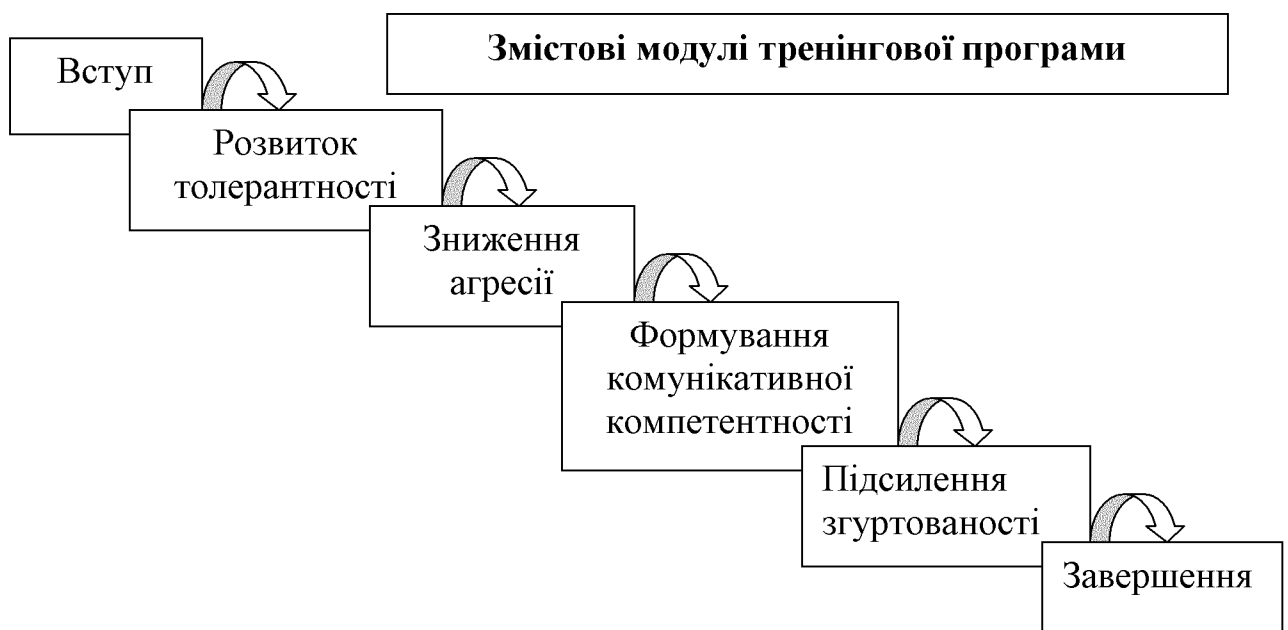 Змістові модулі тренінгової програми
Вступ
Розвиток
толерантності
Зниження
агресії
Формування
комунікативної
компетентності
Підсилення
згуртованості
Завершення